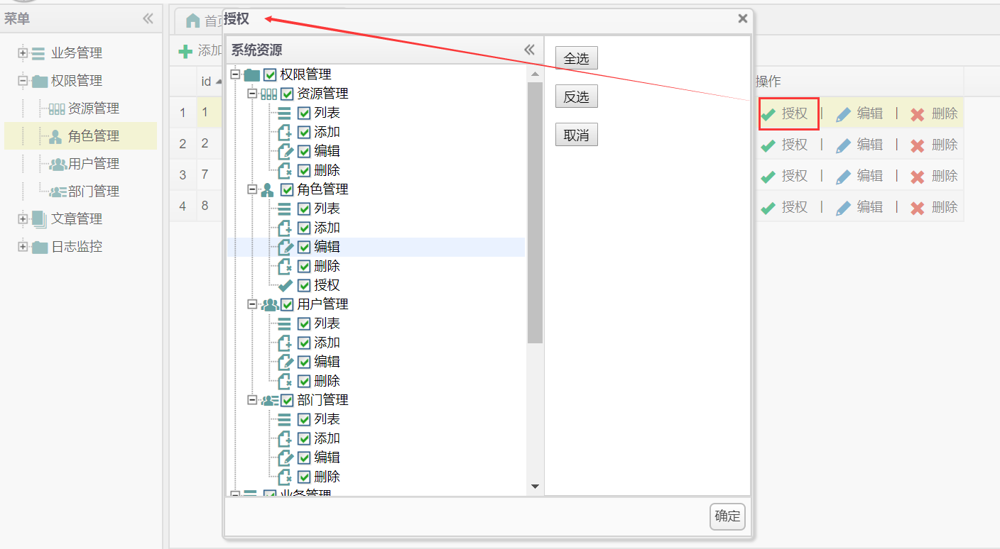 菜单
业务管理
权限管理
资源管理
角色管理
用户管理
部门管理
文章管理
日志监控
首页
添加
id
操作
1 1 授权 | 编辑 | 删除
2 2 授权 | 编辑 | 删除
3 7 授权 | 编辑 | 删除
4 8 授权 | 编辑 | 删除
授权
系统资源
权限管理
资源管理
列表
添加
编辑
删除
角色管理
列表
添加
编辑
删除
授权
用户管理
列表
添加
编辑
删除
部门管理
列表
添加
编辑
删除
业务管理
全选
反选
取消
确定